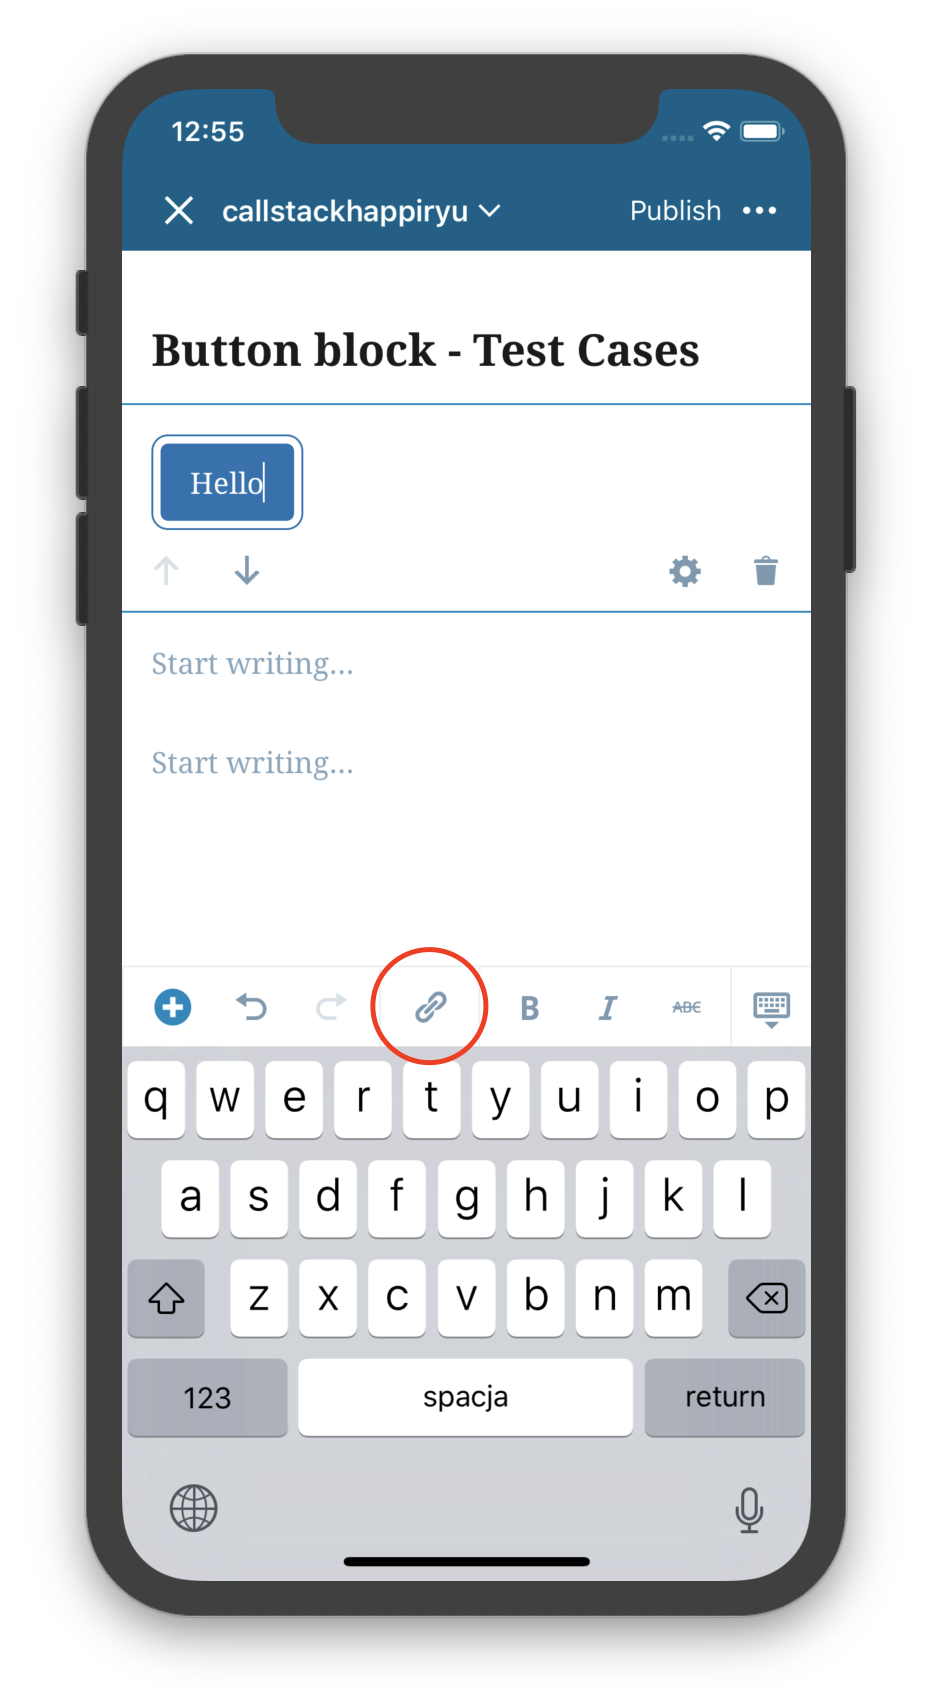 12:55
callstackhappiryu Publish
Button block - Test Cases
Hello
Start writing...
Start writing...
B I ABC
q w e r t y u i o p
a s d f g h j k l
z x c v b n m
123 spacja return